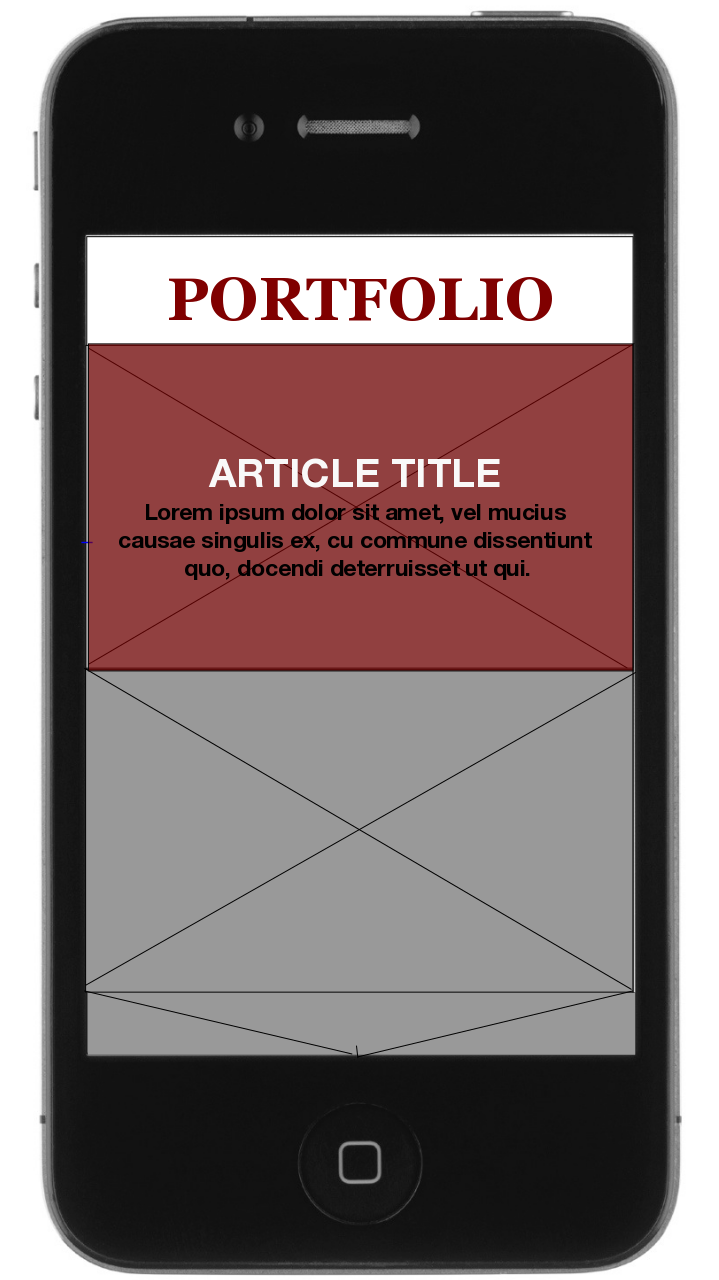 PORTFOLIO
ARTICLE TITLE
Lorem ipsum dolor sit amet, vel mucius
causae singulis ex, cu commune dissentiunt
quo, docendi deterruisset ut qui.